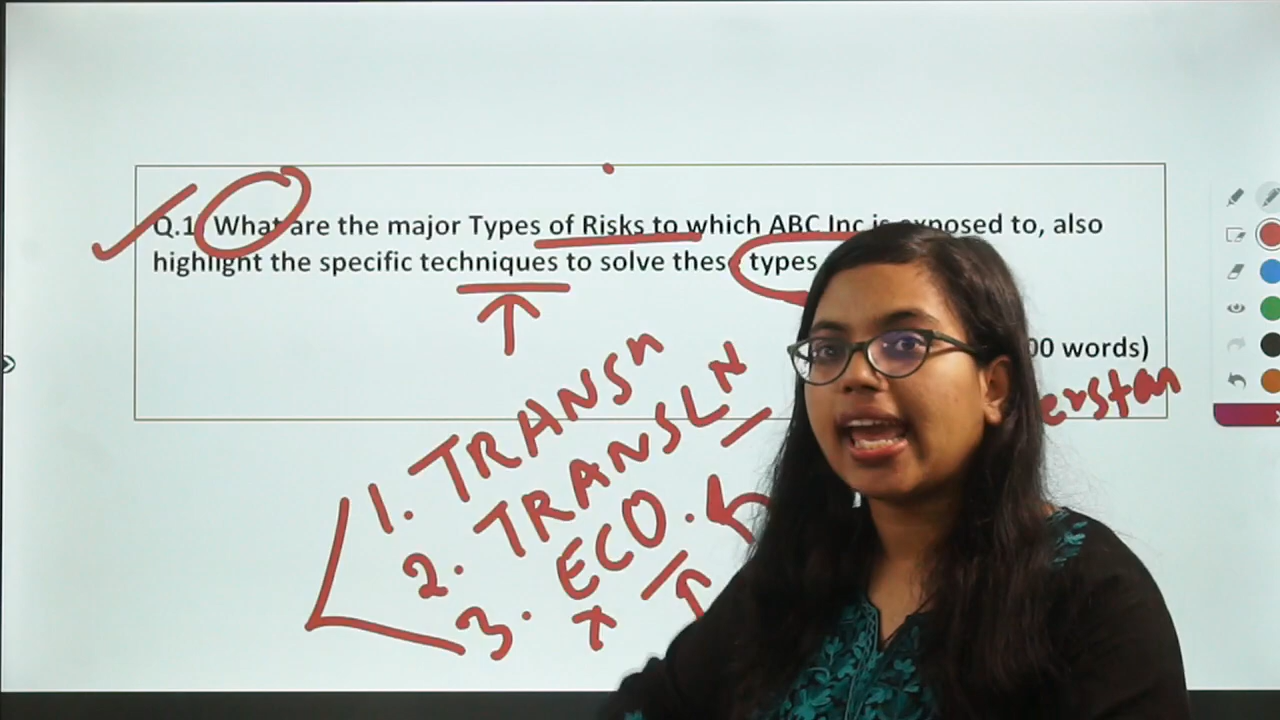 Q.1 What are the major Types of Risks to which ABC Inc is exposed to, also
highlight the specific techniques to solve these types
00 words)
erstan
1. TRANSn
2. TRANSLN
3. ECO.